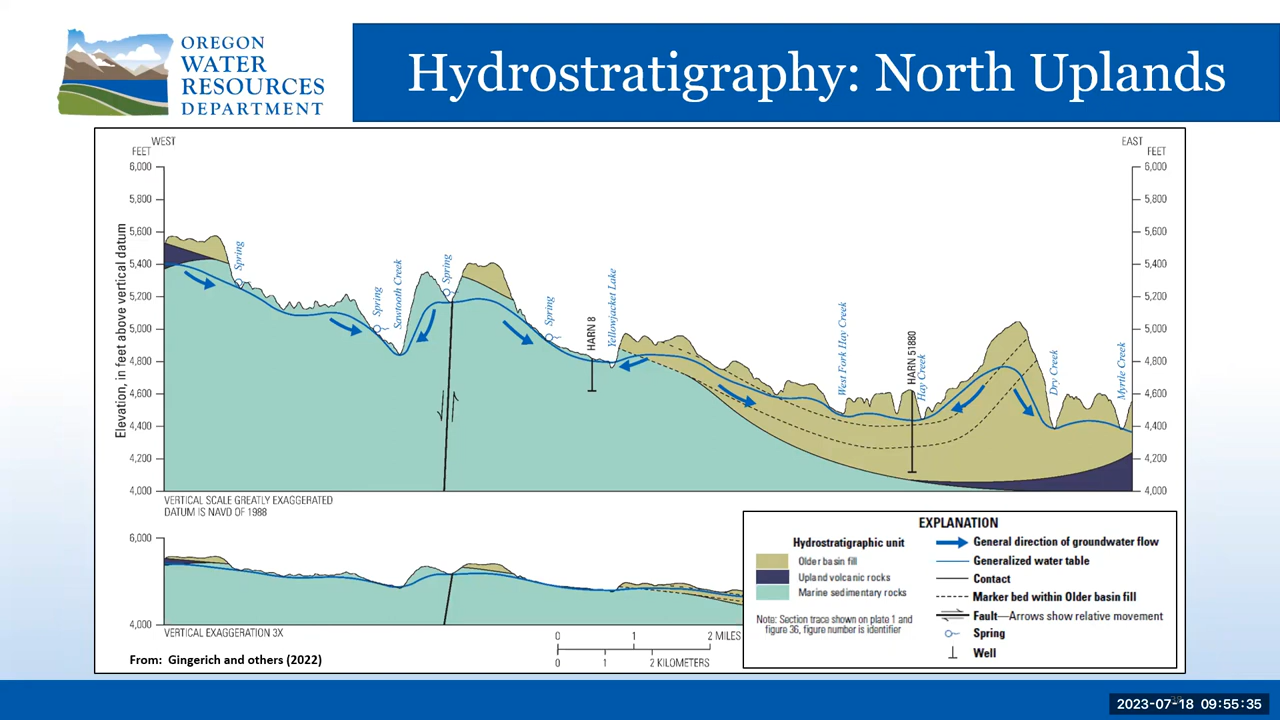 OREGON
WATER
RESOURCES
DEPARTMENT
Hydrostratigraphy: North Uplands
WEST
EAST
FEET
FEET
6,000
5,800
5,600
5,400
5,200
5,000
4,800
4,600
4,400
4,200
4,000
Elevation, in feet above vertical datum
Spring
Spring
Sawtooth Creek
Spring
Spring
HARN 8
Yellowjacket Lake
West Fork Hay Creek
HARN 51880
Hay Creek
Dry Creek
Myrtle Creek
6,000
5,800
5,600
5,400
5,200
5,000
4,800
4,600
4,400
4,200
4,000
VERTICAL SCALE GREATLY EXAGGERATED
DATUM IS NAVD OF 1988
6,000
4,000
VERTICAL EXAGGERATION 3X
0 1 2 MILES
0 1 2 KILOMETERS
From: Gingerich and others (2022)
EXPLANATION
Hydrostratigraphic unit
Older basin fill
Upland volcanic rocks
Marine sedimentary rocks
Note: Section trace shown on plate 1 and
figure 36, figure number is identifier
General direction of groundwater flow
Generalized water table
Contact
Marker bed within Older basin fill
Fault—Arrows show relative movement
Spring
Well
2023-07-18 09:55:35